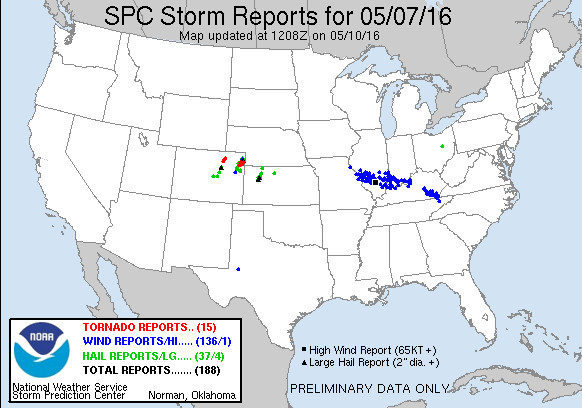 SPC Storm Reports for 05/07/16
Map updated at 1208Z on 05/10/16
NOAA
TORNADO REPORTS.. (15)
WIND REPORTS/HI..... (136/1)
HAIL REPORTS/LG..... (37/4)
TOTAL REPORTS....... (188)
National Weather Service
Storm Prediction Center Norman, Oklahoma
High Wind Report (65KT +)
Large Hail Report (2" dia. +)
PRELIMINARY DATA ONLY